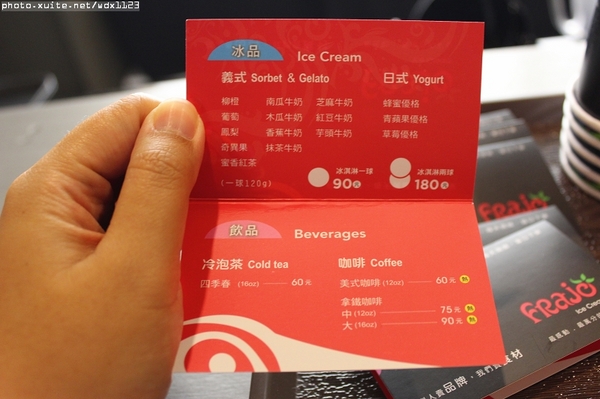 photo.xuite.net/wdx1123
冰品 Ice Cream
義式 Sorbet & Gelato
柳橙 南瓜牛奶 芝麻牛奶
葡萄 木瓜牛奶 紅豆牛奶
鳳梨 香蕉牛奶 芋頭牛奶
奇異果 抹茶牛奶
蜜香紅茶
(一球120g)
日式 Yogurt
蜂蜜優格
青蘋果優格
草莓優格
冰淇淋一球
90元
冰淇淋兩球
180元
飲品 Beverages
冷泡茶 Cold tea
四季春 (16oz) 60元
咖啡 Coffee
美式咖啡 (12oz) 60元 熱
拿鐵咖啡
中 (12oz) 75元 熱
大 (16oz) 90元 熱
Frajo
Ice Crea